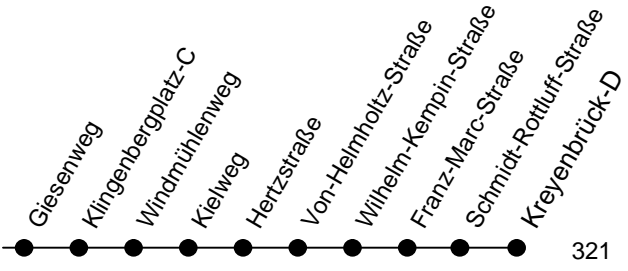 Giesenweg
Klingenbergplatz-C
Windmühlenweg
Kielweg
Hertzstraße
Von-Helmholtz-Straße
Wilhelm-Kempin-Straße
Franz-Marc-Straße
Schmidt-Rottluff-Straße
Kreyenbrück-D
321